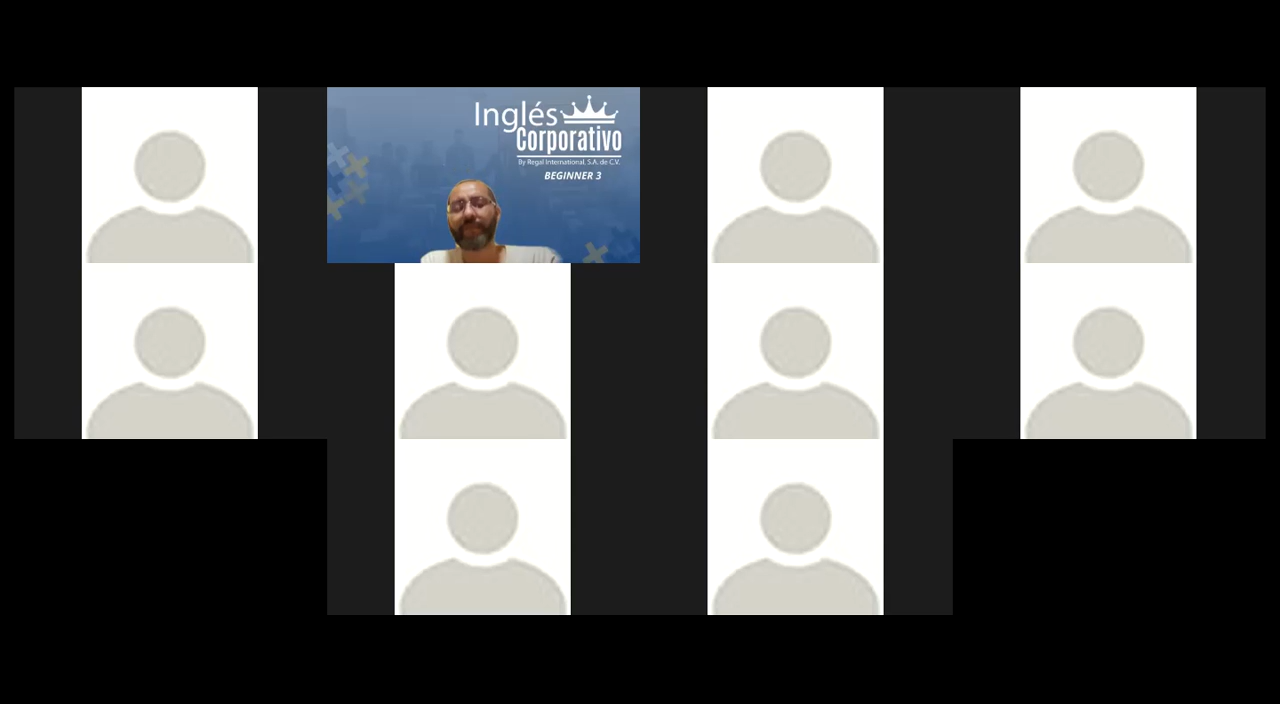 Inglés
Corporativo
By Regal International, S.A. de C.V.
BEGINNER 3